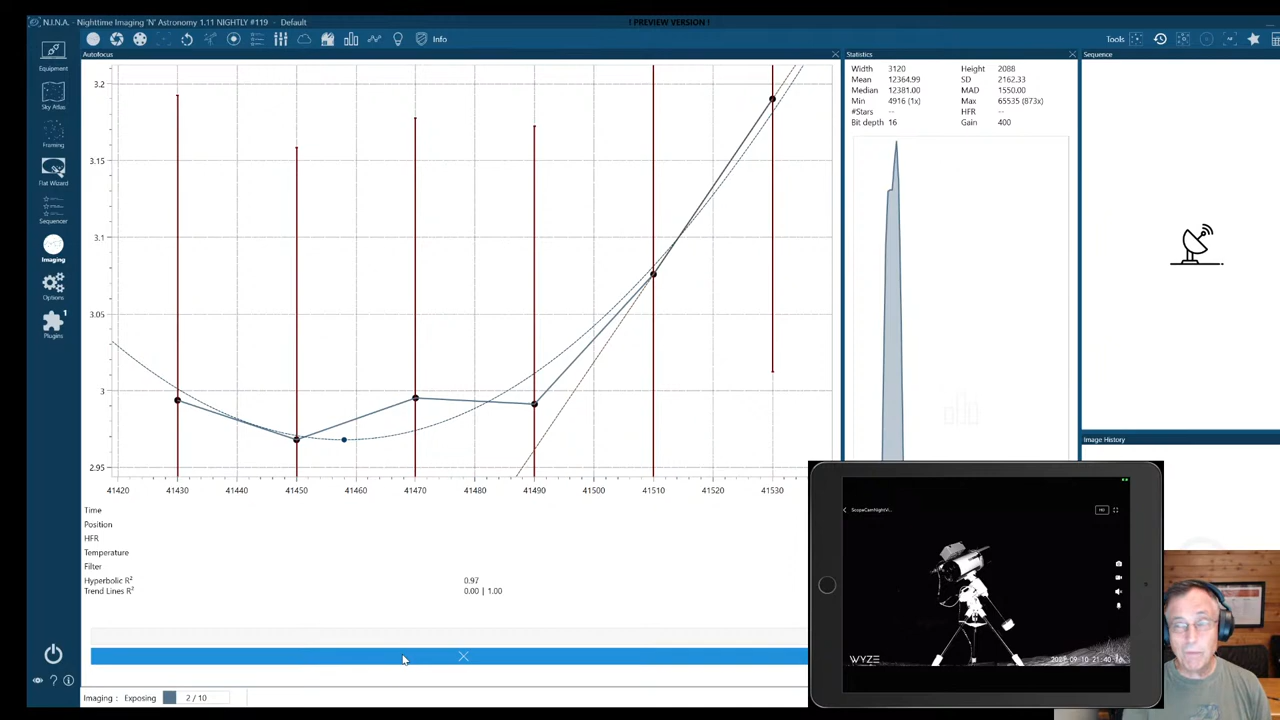 N.I.N.A. - Nighttime Imaging 'N' Astronomy 1.11 NIGHTLY #119 - Default
! PREVIEW VERSION !
Equipment
Sky Atlas
Framing
Flat Wizard
Sequencer
Imaging
Options
Plugins
1
Info
Tools
Autofocus
3.2
3.15
3.1
3.05
3
2.95
41420
41430
41440
41450
41460
41470
41480
41490
41500
41510
41520
41530
Time
Position
HFR
Temperature
Filter
Hyperbolic R² 0.97
Trend Lines R² 0.00 | 1.00
Imaging : Exposing 2 / 10
Statistics
Width 3120 Height 2088
Mean 12364.99 SD 2162.33
Median 12381.00 MAD 1550.00
Min 4916 (1x) Max 65535 (873x)
#Stars -- HFR --
Bit depth 16 Gain 400
Sequence
Image History
ScopeCamNightVi...
HD
WYZE